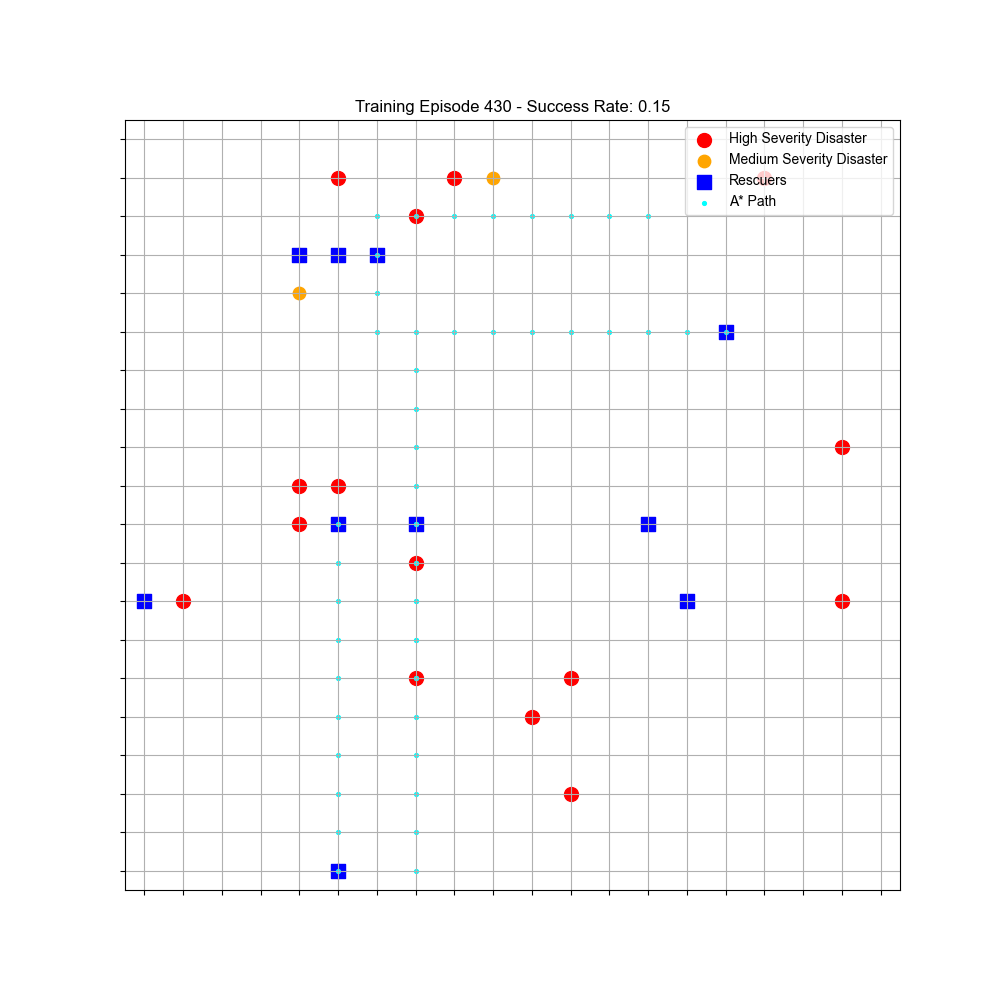 Training Episode 430 - Success Rate: 0.15
High Severity Disaster
Medium Severity Disaster
Rescuers
A* Path